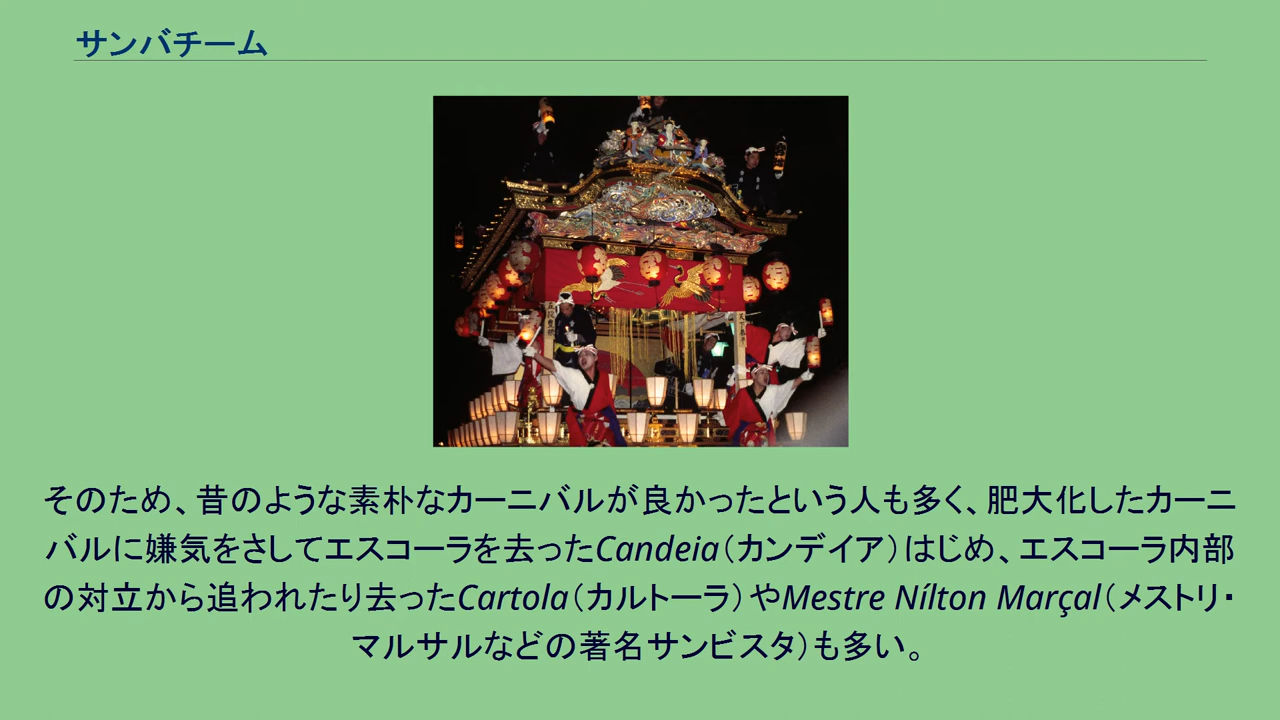 サンバチーム
そのため、昔のような素朴なカーニバルが良かったという人も多く、肥大化したカーニ
バルに嫌気をさしてエスコーラを去ったCandeia（カンデイア）はじめ、エスコーラ内部
の対立から追われたり去ったCartola（カルトーラ）やMestre Nílton Marçal（メストリ・
マルサルなどの著名サンビスタ）も多い。